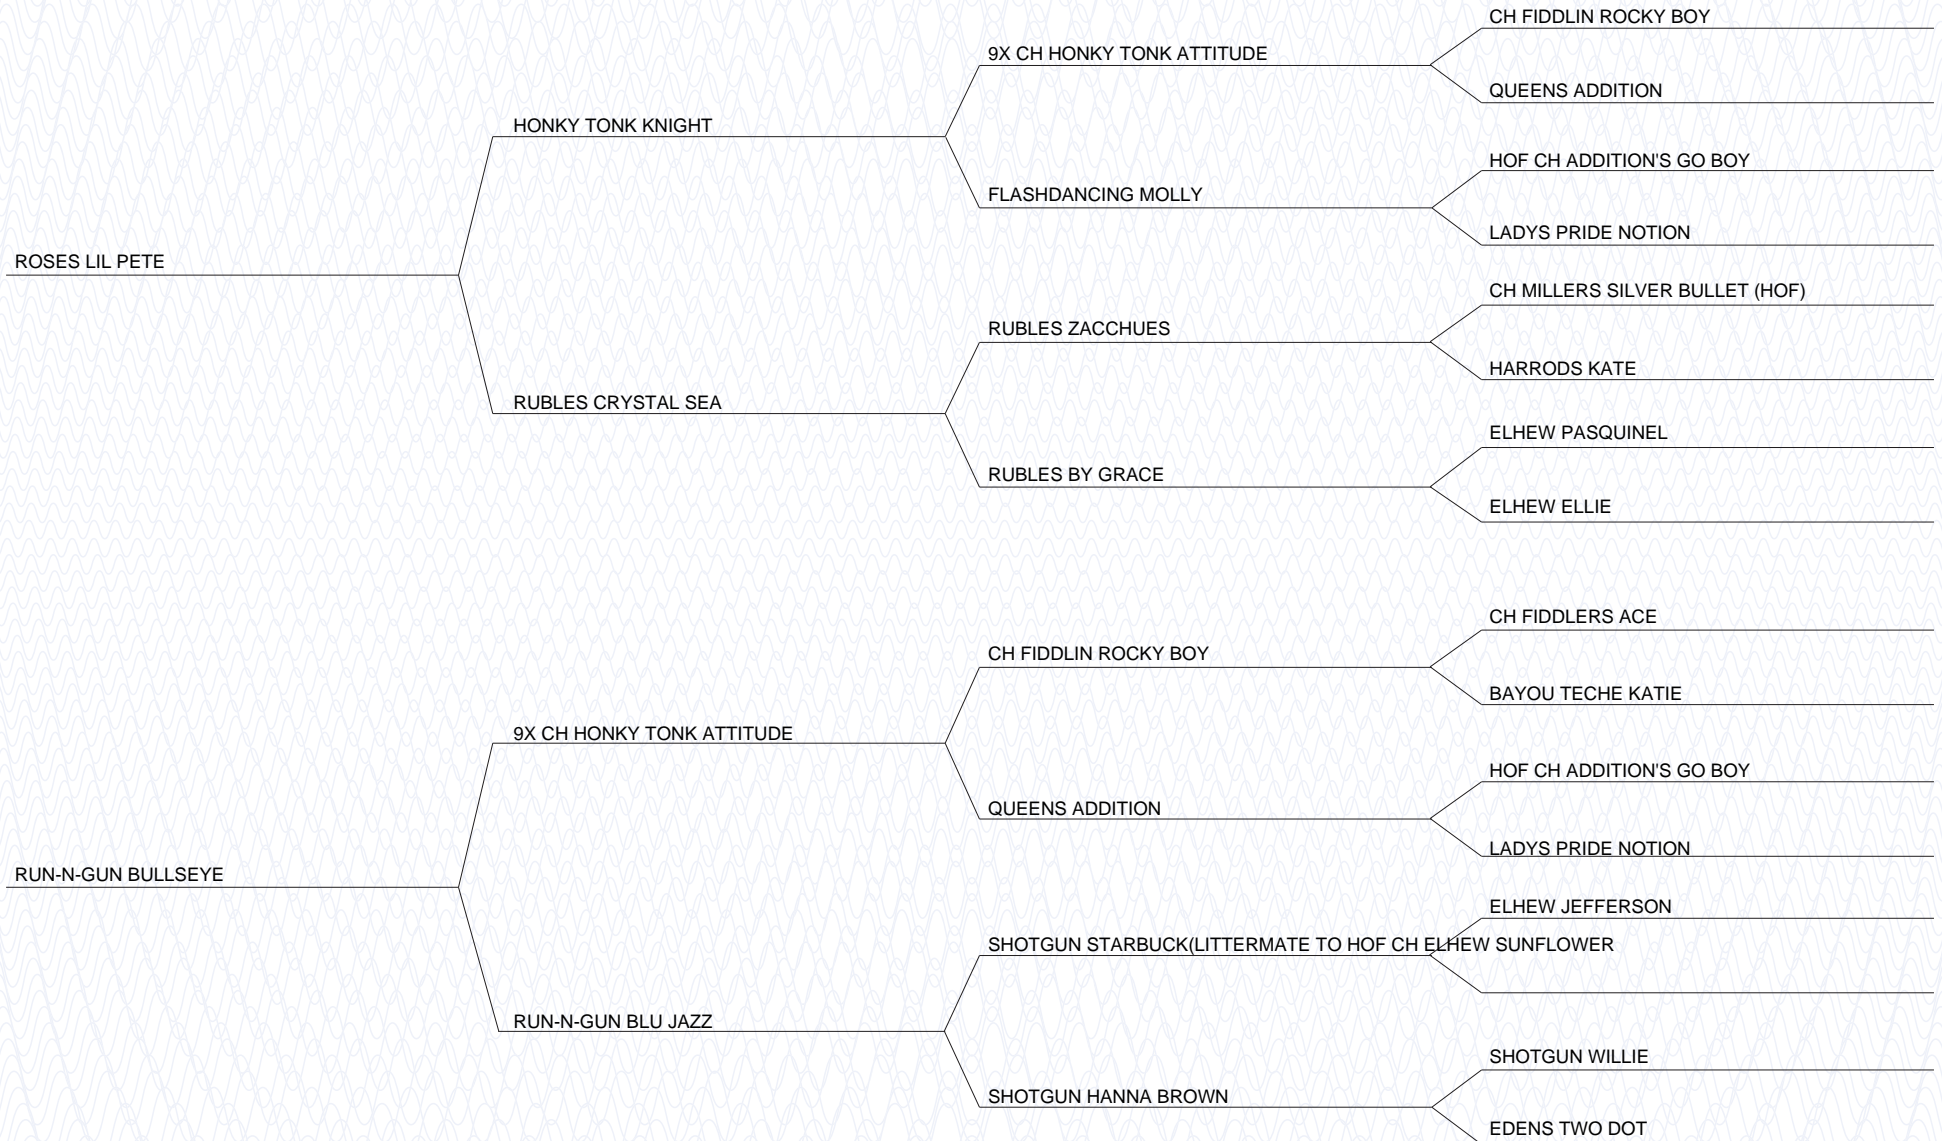 CH FIDDLIN ROCKY BOY
9X CH HONKY TONK ATTITUDE
QUEENS ADDITION
HONKY TONK KNIGHT
HOF CH ADDITION'S GO BOY
FLASHDANCING MOLLY
LADYS PRIDE NOTION
ROSES LIL PETE
CH MILLERS SILVER BULLET (HOF)
RUBLES ZACCHUES
HARRODS KATE
RUBLES CRYSTAL SEA
ELHEW PASQUINEL
RUBLES BY GRACE
ELHEW ELLIE
CH FIDDLERS ACE
CH FIDDLIN ROCKY BOY
BAYOU TECHE KATIE
9X CH HONKY TONK ATTITUDE
HOF CH ADDITION'S GO BOY
QUEENS ADDITION
LADYS PRIDE NOTION
RUN-N-GUN BULLSEYE
ELHEW JEFFERSON
SHOTGUN STARBUCK(LITTERMATE TO HOF CH ELHEW SUNFLOWER
RUN-N-GUN BLU JAZZ
SHOTGUN WILLIE
SHOTGUN HANNA BROWN
EDENS TWO DOT